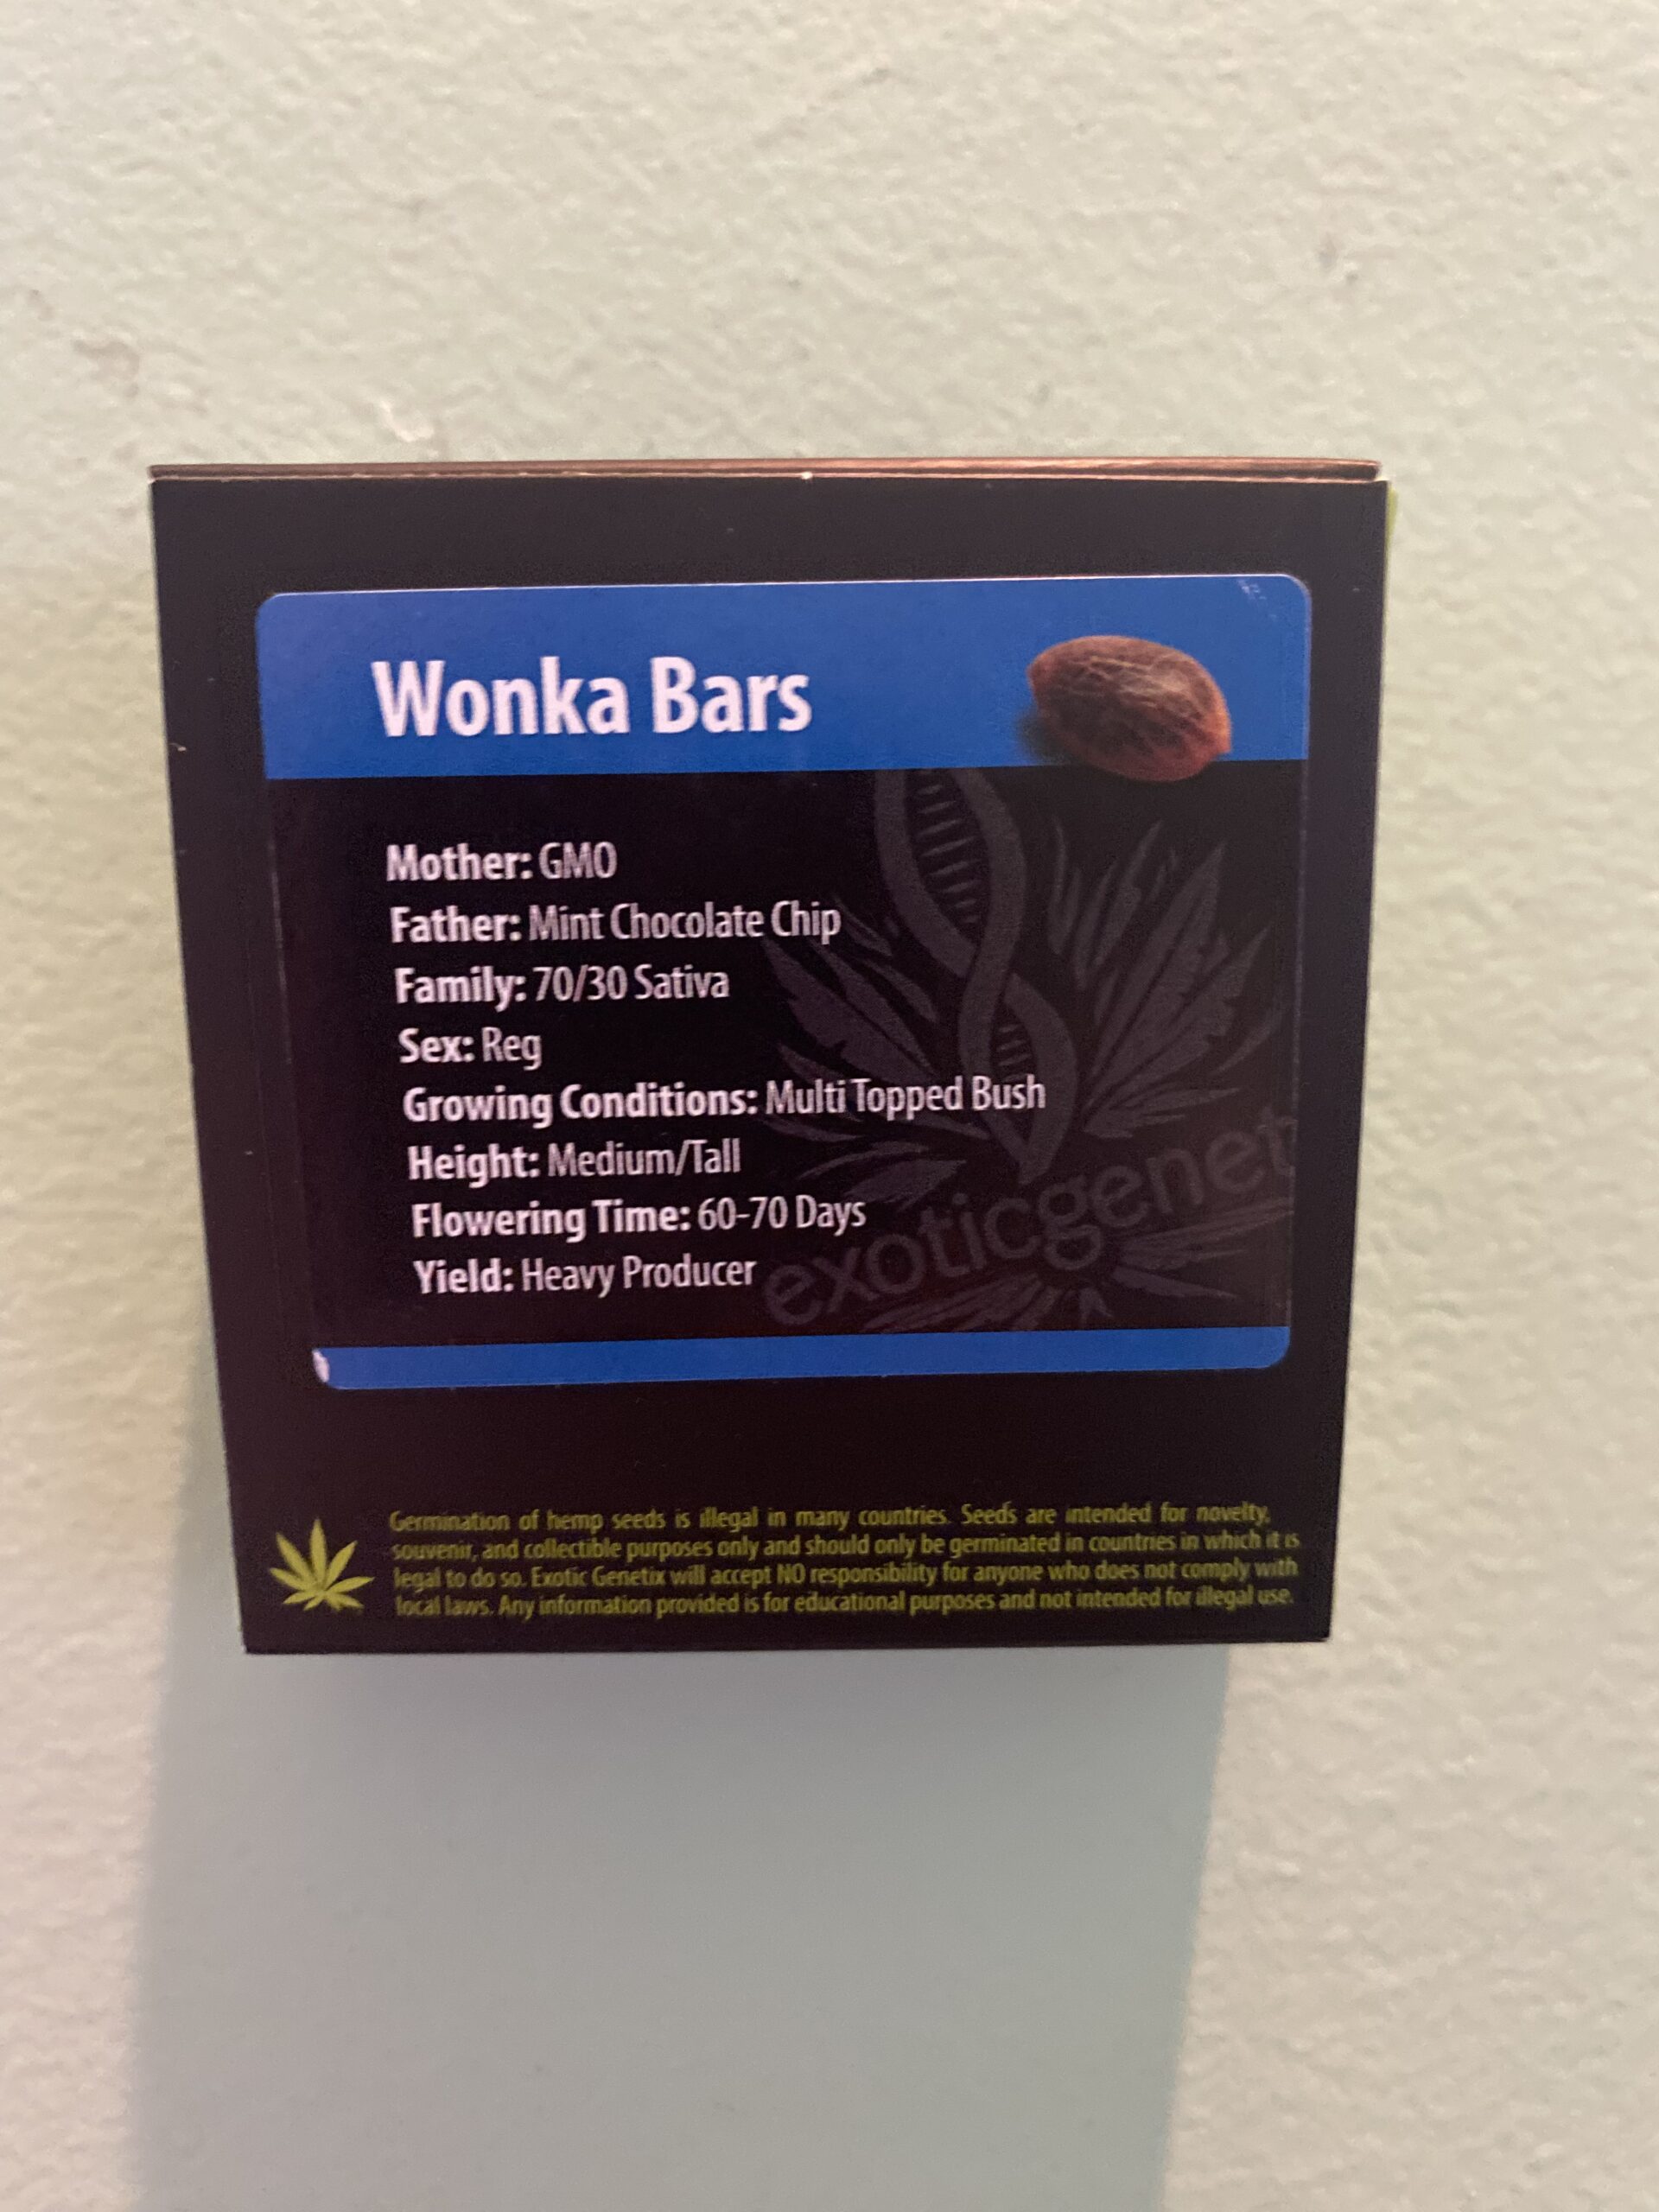 Wonka Bars
Mother: GMO
Father: Mint Chocolate Chip
Family: 70/30 Sativa
Sex: Reg
Growing Conditions: Multi Topped Bush
Height: Medium/Tall
Flowering Time: 60-70 Days
Yield: Heavy Producer
exoticgenet
Germination of hemp seeds is illegal in many countries. Seeds are intended for novelty,
souvenir, and collectible purposes only and should only be germinated in countries in which it is
legal to do so. Exotic Genetix will accept NO responsibility for anyone who does not comply with
local laws. Any information provided is for educational purposes and not intended for illegal use.